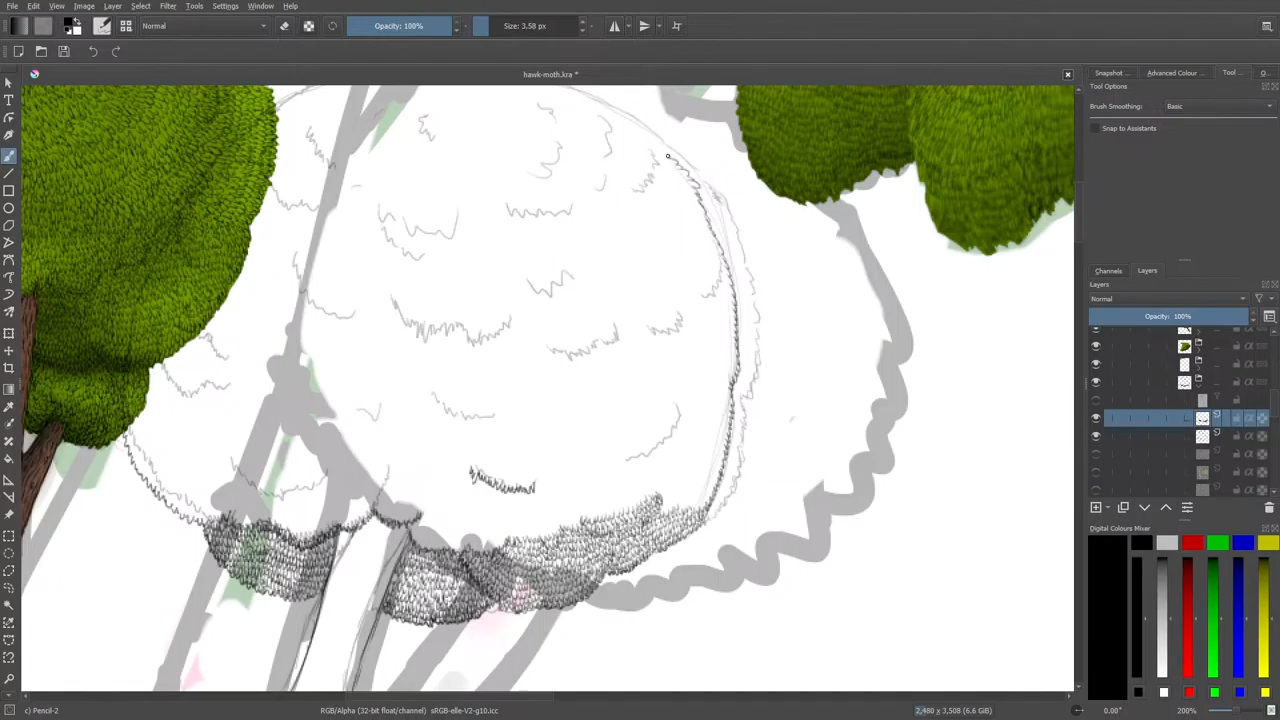 File Edit View Image Layer Select Filter Tools Settings Window Help
Normal Opacity: 100% Size: 3.58 px
hawk-moth.kra *
Snapshot ... Advanced Colour ... Tool ... O...
Tool Options
Brush Smoothing: Basic
Snap to Assistants
Channels Layers
Layers
Normal
Opacity: 100%
Digital Colours Mixer
c) Pencil-2 RGB/Alpha (32-bit float/channel) sRGB-elle-V2-g10.icc 2,480 x 3,508 (6.6 GiB) 0.00° 200%